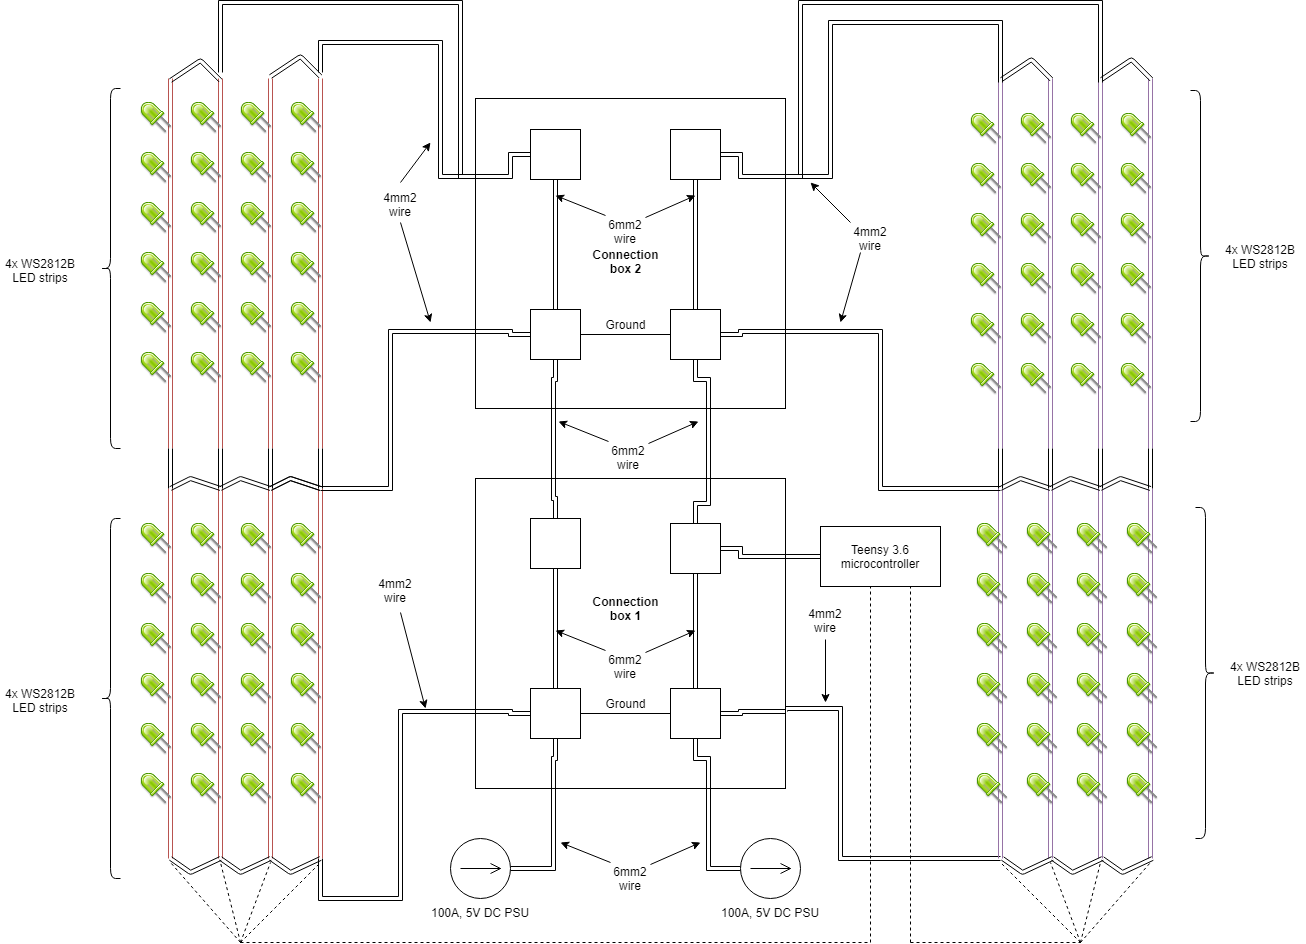 4mm2
wire
6mm2
wire
Connection
box 2
4mm2
wire
4x WS2812B
LED strips
4x WS2812B
LED strips
Ground
6mm2
wire
Teensy 3.6
microcontroller
4mm2
wire
Connection
box 1
4mm2
wire
6mm2
wire
4x WS2812B
LED strips
4x WS2812B
LED strips
Ground
6mm2
wire
100A, 5V DC PSU
100A, 5V DC PSU